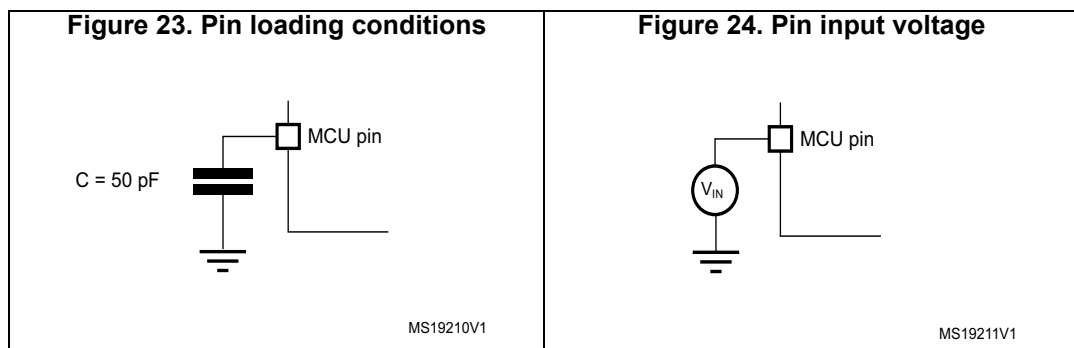 Figure 23. Pin loading conditions
MCU pin
C = 50 pF
MS19210V1
Figure 24. Pin input voltage
MCU pin
VIN
MS19211V1